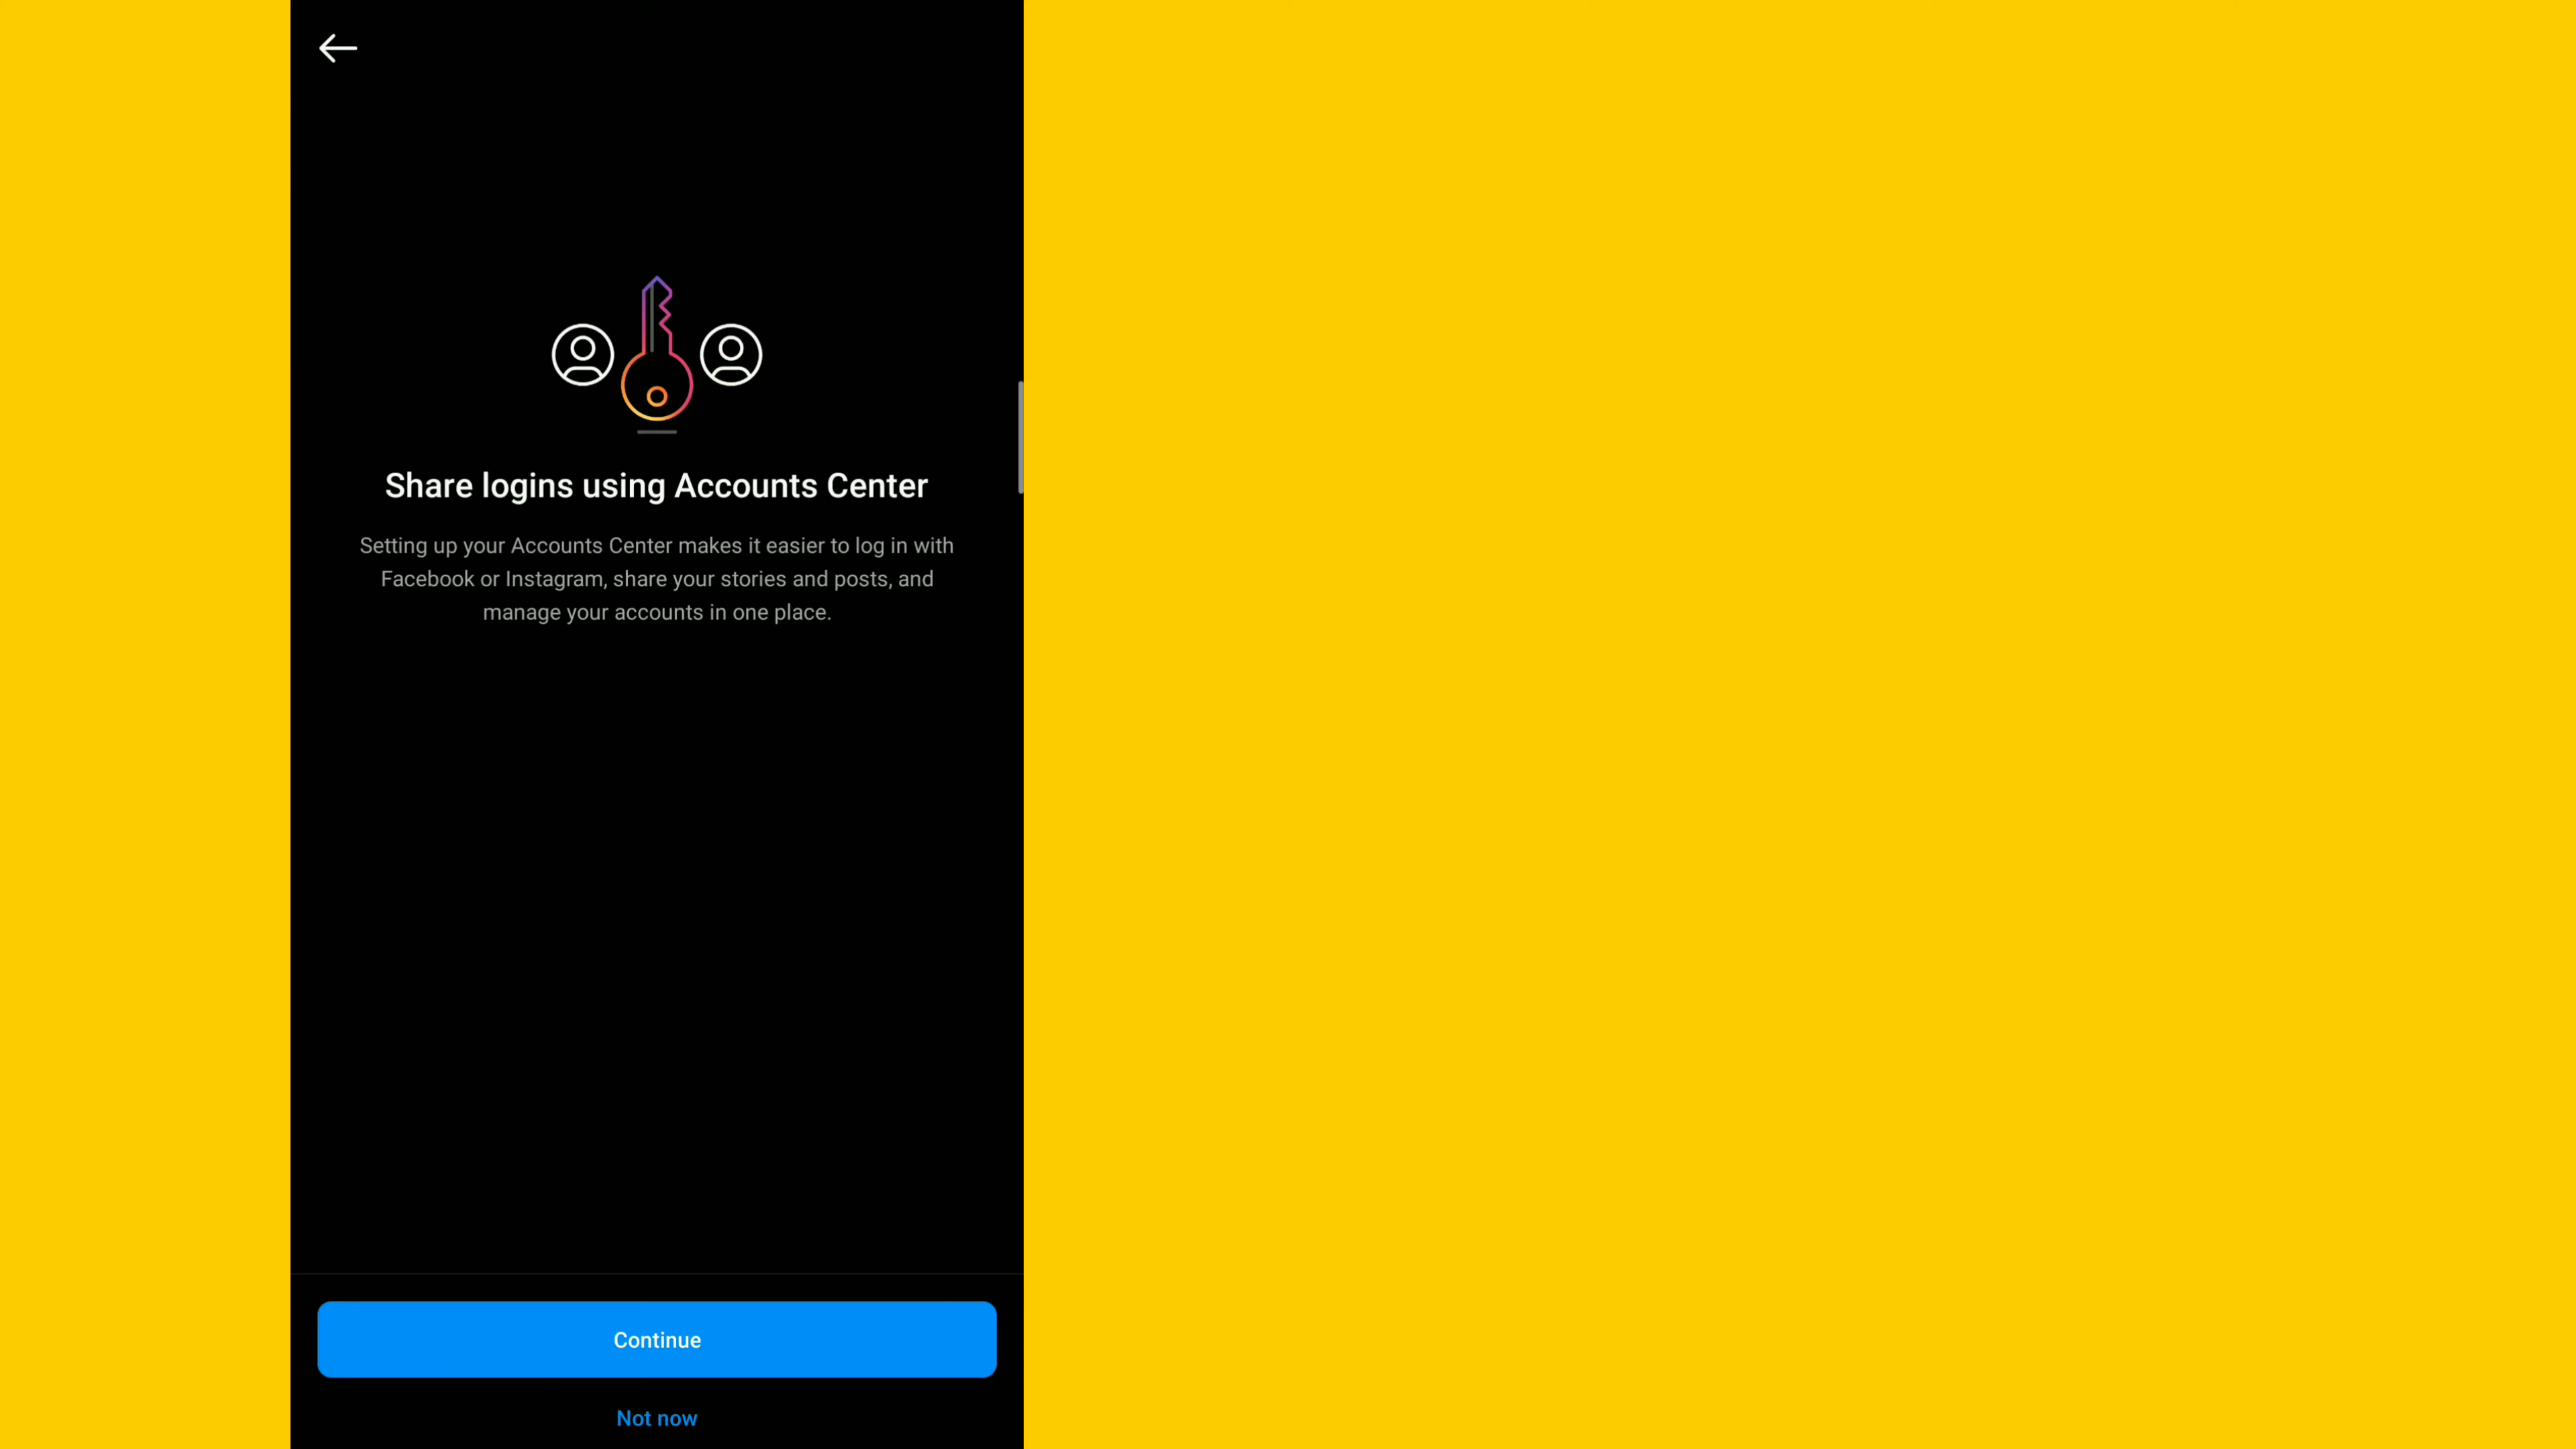 Share logins using Accounts Center
Setting up your Accounts Center makes it easier to log in with
Facebook or Instagram, share your stories and posts, and
manage your accounts in one place.
Continue
Not now